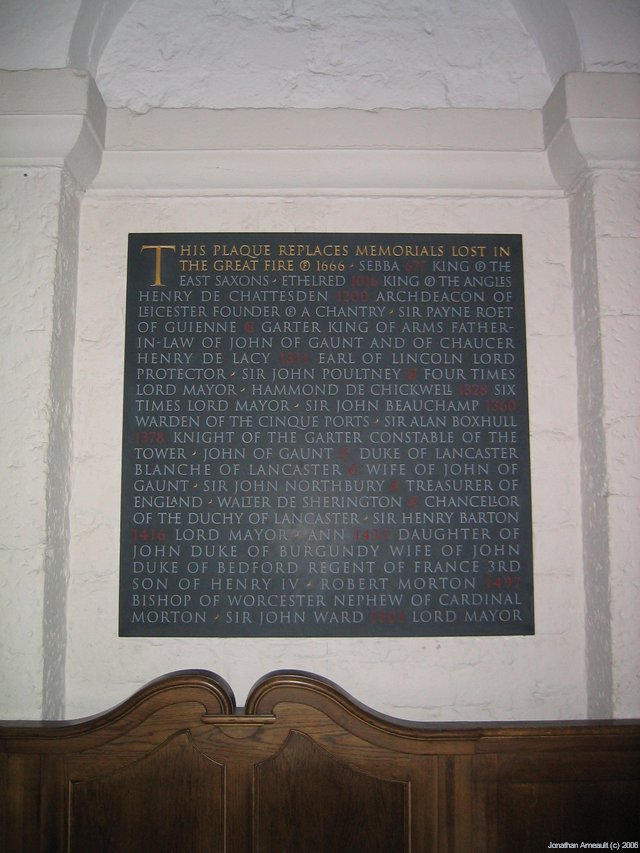 THIS PLAQUE REPLACES MEMORIALS LOST IN
THE GREAT FIRE OF 1666 · SEBBA 677 KING OF THE
EAST SAXONS · ETHELRED 1016 KING OF THE ANGLES
HENRY DE CHATTESDEN 1200 ARCHDEACON OF
LEICESTER FOUNDER OF A CHANTRY · SIR PAYNE ROET
OF GUIENNE GARTER KING OF ARMS FATHER-
IN-LAW OF JOHN OF GAUNT AND OF CHAUCER
HENRY DE LACY EARL OF LINCOLN LORD
PROTECTOR · SIR JOHN POULTNEY FOUR TIMES
LORD MAYOR · HAMMOND DE CHICKWELL 1328 SIX
TIMES LORD MAYOR · SIR JOHN BEAUCHAMP 1360
WARDEN OF THE CINQUE PORTS · SIR ALAN BOXHULL
1378 KNIGHT OF THE GARTER CONSTABLE OF THE
TOWER · JOHN OF GAUNT DUKE OF LANCASTER
BLANCHE OF LANCASTER WIFE OF JOHN OF
GAUNT · SIR JOHN NORTHBURY TREASURER OF
ENGLAND · WALTER DE SHERINGTON CHANCELLOR
OF THE DUCHY OF LANCASTER · SIR HENRY BARTON
1416 LORD MAYOR · ANN DAUGHTER OF
JOHN DUKE OF BURGUNDY WIFE OF JOHN
DUKE OF BEDFORD REGENT OF FRANCE 3RD
SON OF HENRY IV · ROBERT MORTON 1497
BISHOP OF WORCESTER NEPHEW OF CARDINAL
MORTON · SIR JOHN WARD LORD MAYOR
Jonathan Arneault (c) 2006